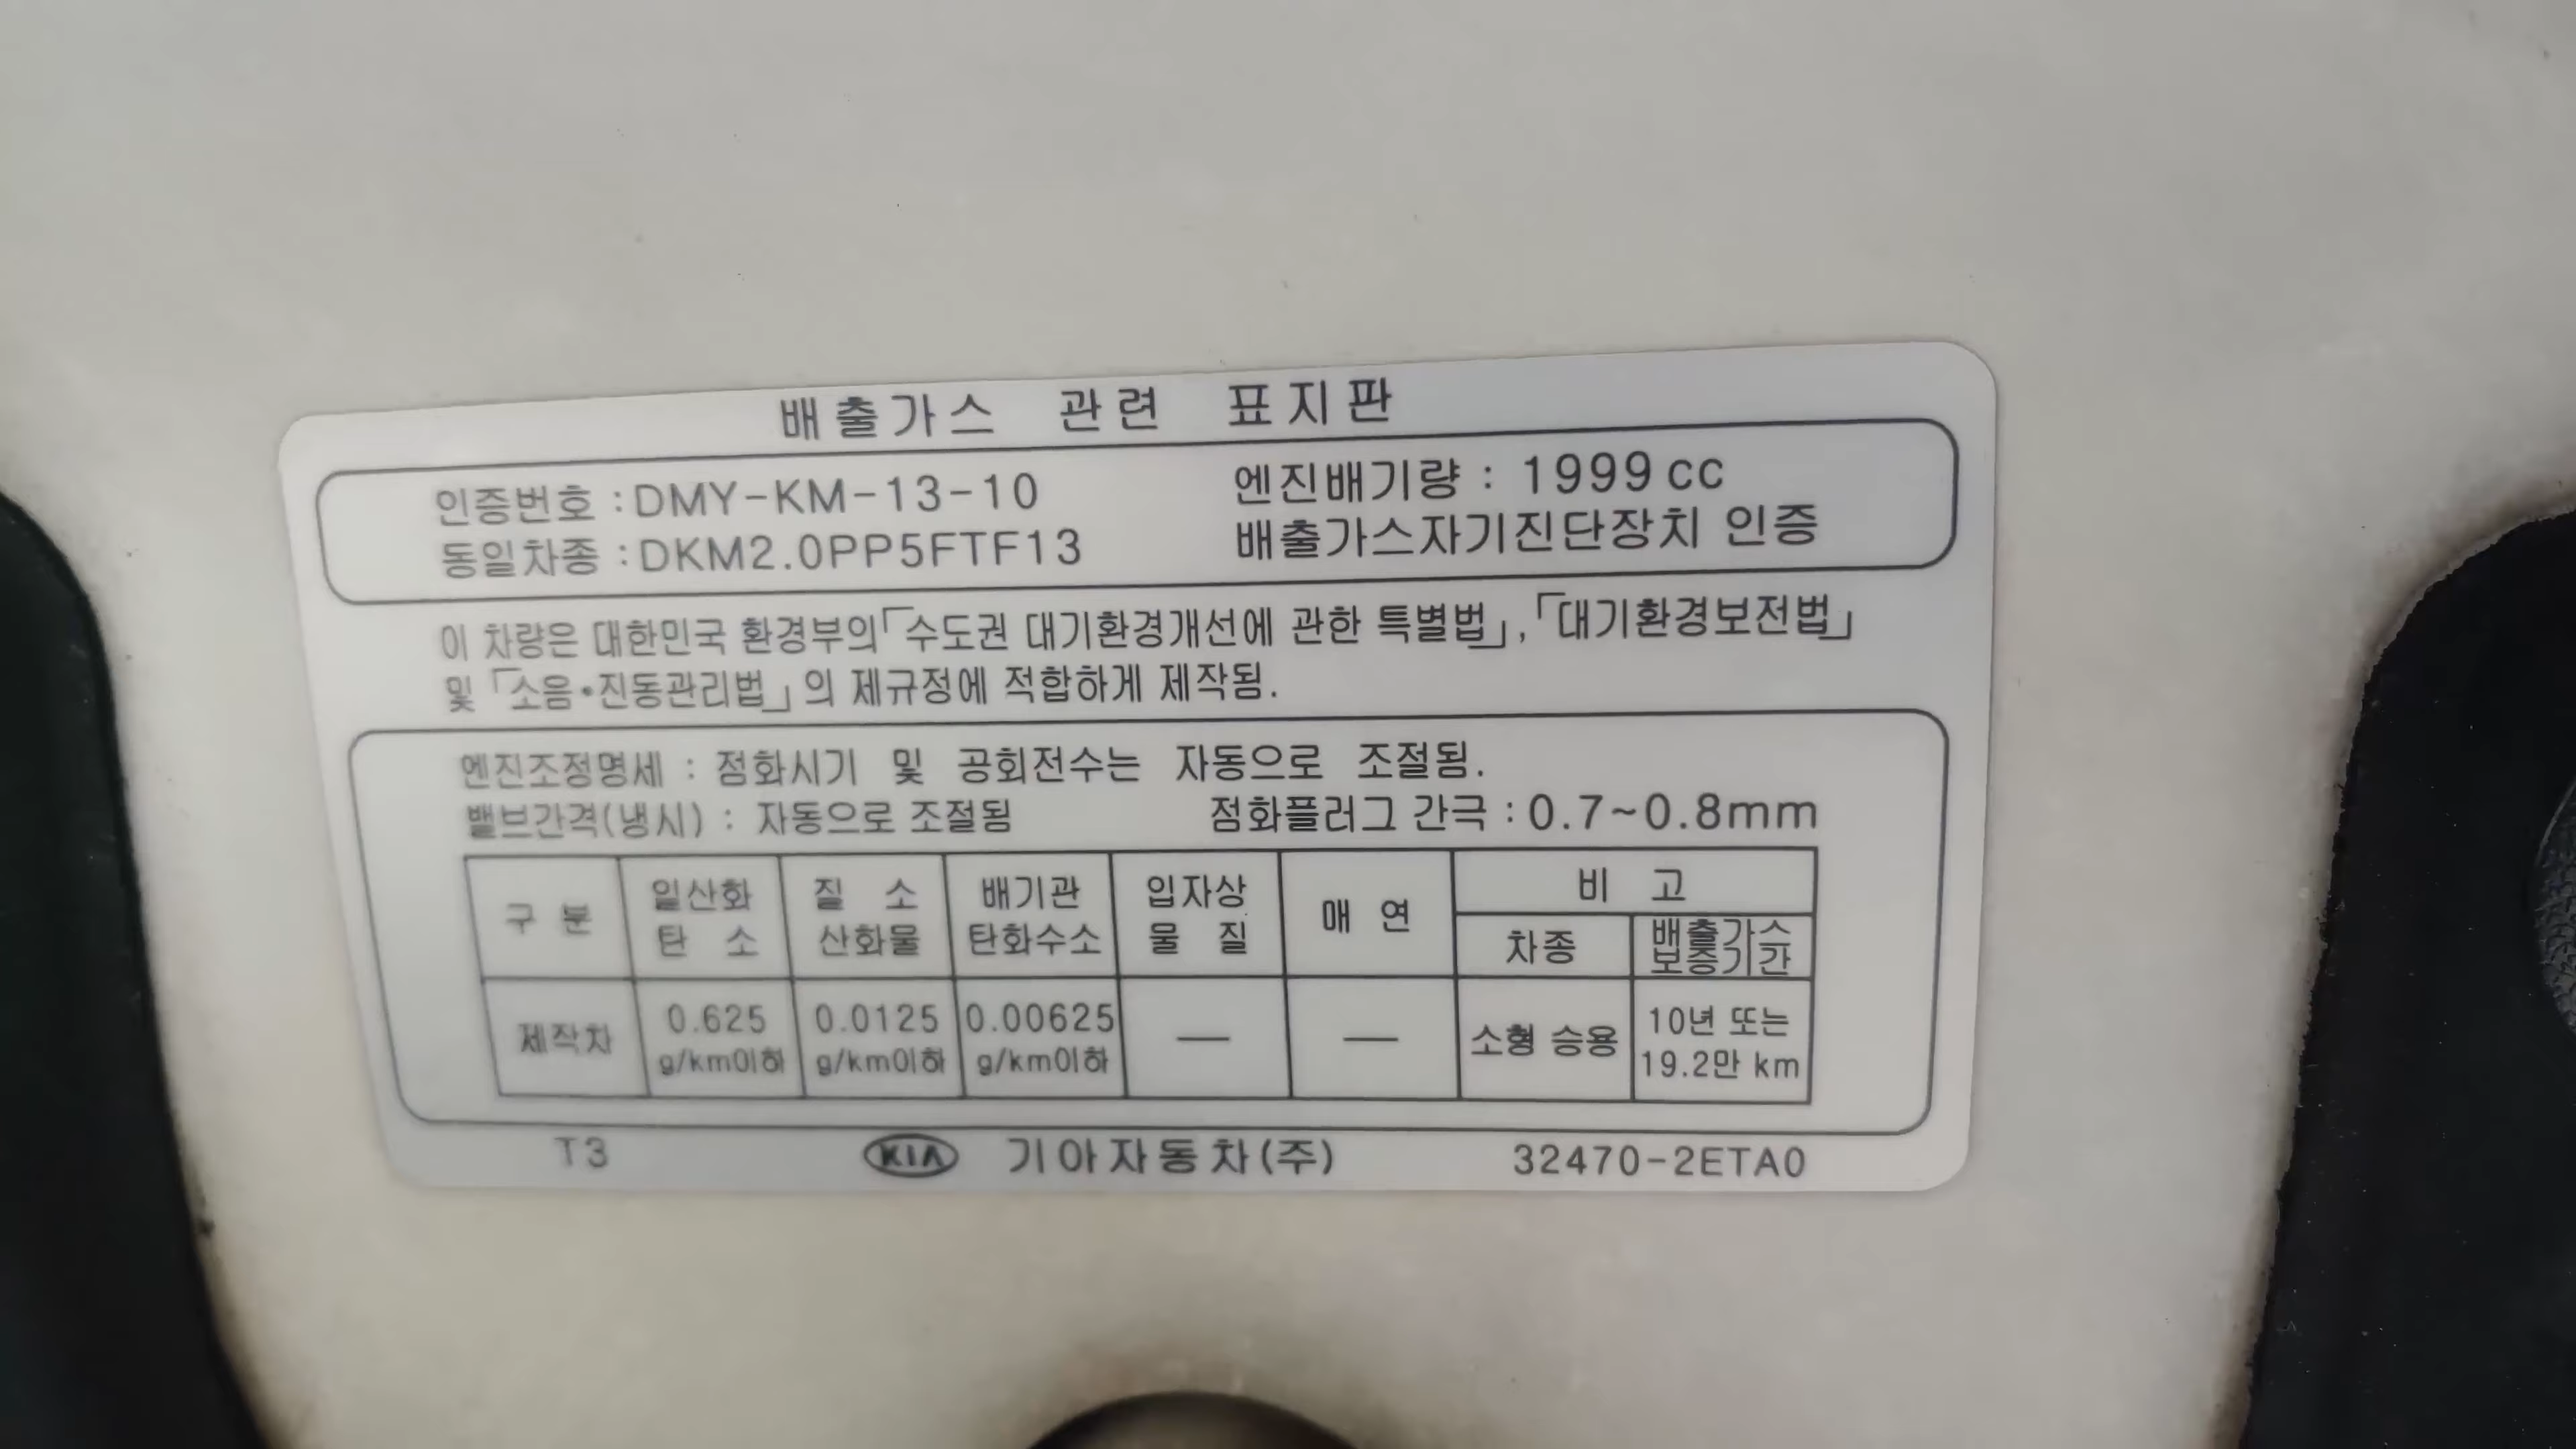 배출가스 관련 표지판
인증번호 : DMY-KM-13-10 엔진배기량 : 1999 cc
동일차종 : DKM2.0PP5FTF13 배출가스자기진단장치 인증
이 차량은 대한민국 환경부의「수도권 대기환경개선에 관한 특별법」,「대기환경보전법」
및「소음•진동관리법」의 제규정에 적합하게 제작됨.
엔진조정명세 : 점화시기 및 공회전수는 자동으로 조절됨.
밸브간격(냉시) : 자동으로 조절됨 점화플러그 간극 : 0.7~0.8mm
구 분 일산화 탄 소 질 소 산화물 배기관 탄화수소 입자상 물 질 매 연 비 고
차종 배출가스 보증기간
제작차 0.625 g/km이하 0.0125 g/km이하 0.00625 g/km이하 — — 소형 승용 10년 또는 19.2만 km
T3 KIA 기아자동차(주) 32470-2ETA0